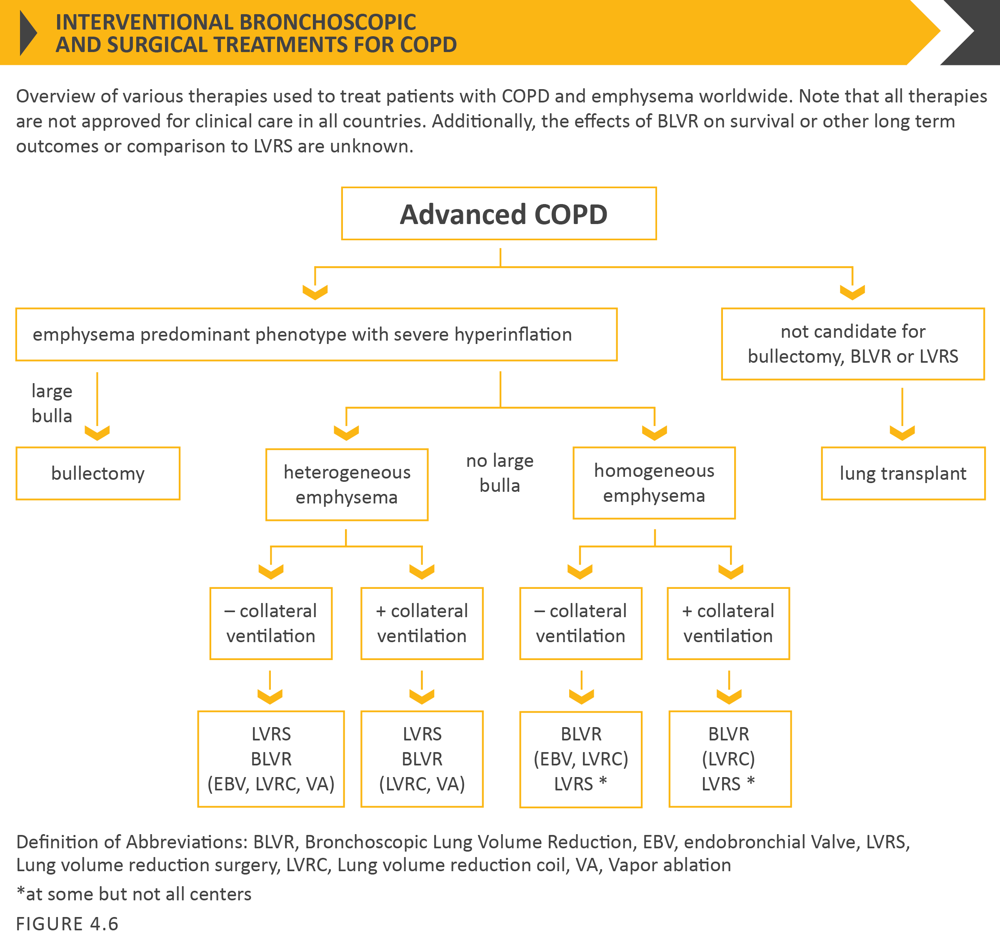 INTERVENTIONAL BRONCHOSCOPIC
AND SURGICAL TREATMENTS FOR COPD
Overview of various therapies used to treat patients with COPD and emphysema worldwide. Note that all therapies
are not approved for clinical care in all countries. Additionally, the effects of BLVR on survival or other long term
outcomes or comparison to LVRS are unknown.
Advanced COPD
emphysema predominant phenotype with severe hyperinflation
not candidate for
bullectomy, BLVR or LVRS
large
bulla
bullectomy
heterogeneous
emphysema
no large
bulla
homogeneous
emphysema
lung transplant
– collateral
ventilation
+ collateral
ventilation
– collateral
ventilation
+ collateral
ventilation
LVRS
BLVR
(EBV, LVRC, VA)
LVRS
BLVR
(LVRC, VA)
BLVR
(EBV, LVRC)
LVRS *
BLVR
(LVRC)
LVRS *
Definition of Abbreviations: BLVR, Bronchoscopic Lung Volume Reduction, EBV, endobronchial Valve, LVRS,
Lung volume reduction surgery, LVRC, Lung volume reduction coil, VA, Vapor ablation
*at some but not all centers
FIGURE 4.6